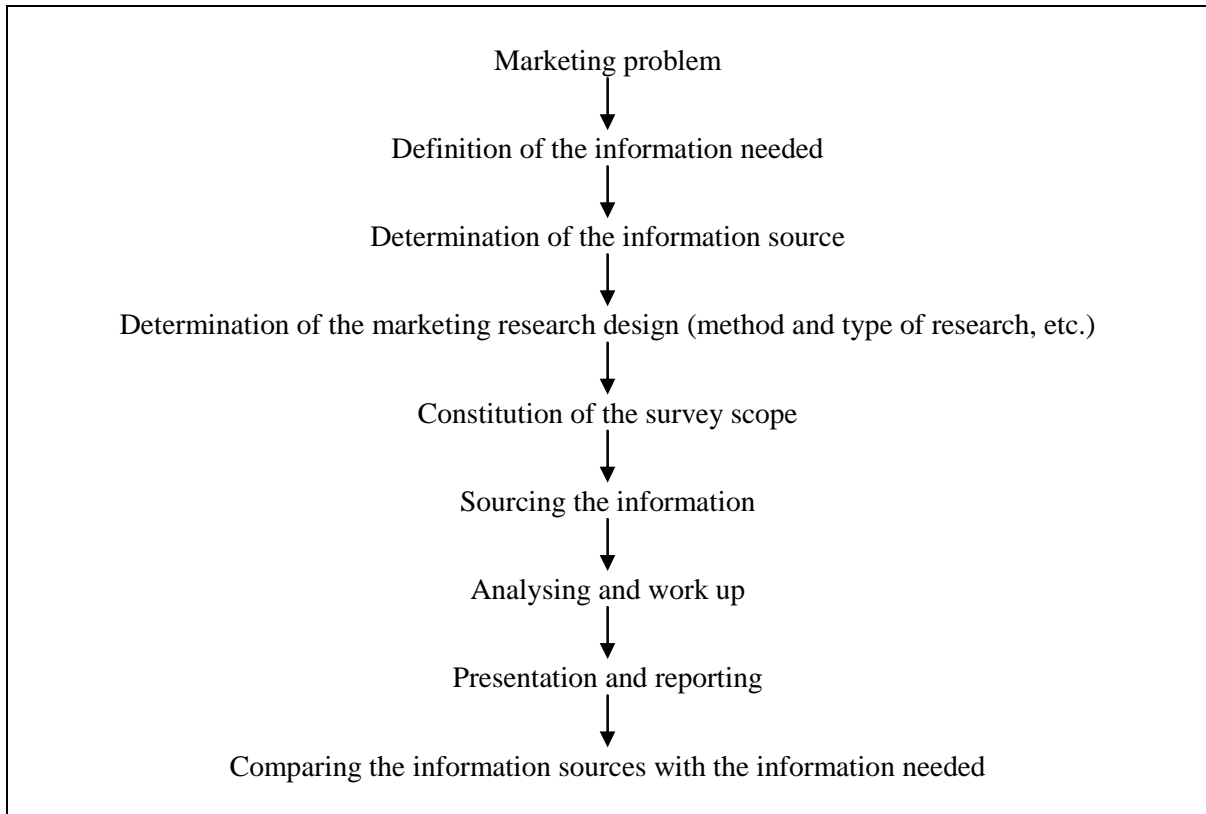 Marketing problem
Definition of the information needed
Determination of the information source
Determination of the marketing research design (method and type of research, etc.)
Constitution of the survey scope
Sourcing the information
Analysing and work up
Presentation and reporting
Comparing the information sources with the information needed